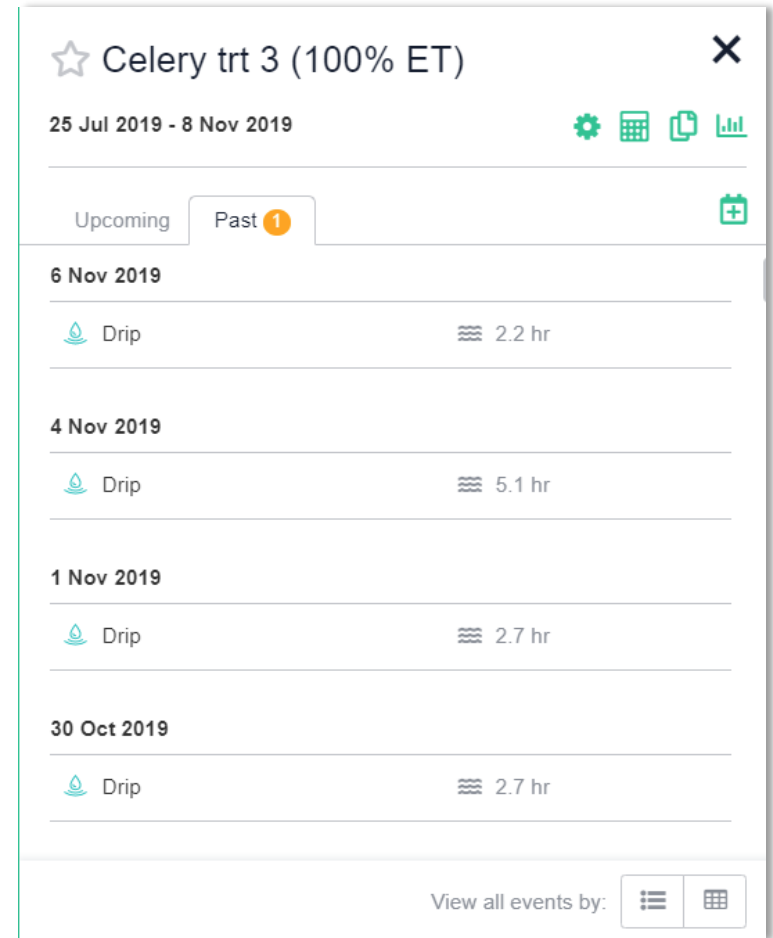 Celery trt 3 (100% ET)
25 Jul 2019 - 8 Nov 2019
Upcoming Past 1
6 Nov 2019
Drip 2.2 hr
4 Nov 2019
Drip 5.1 hr
1 Nov 2019
Drip 2.7 hr
30 Oct 2019
Drip 2.7 hr
View all events by: